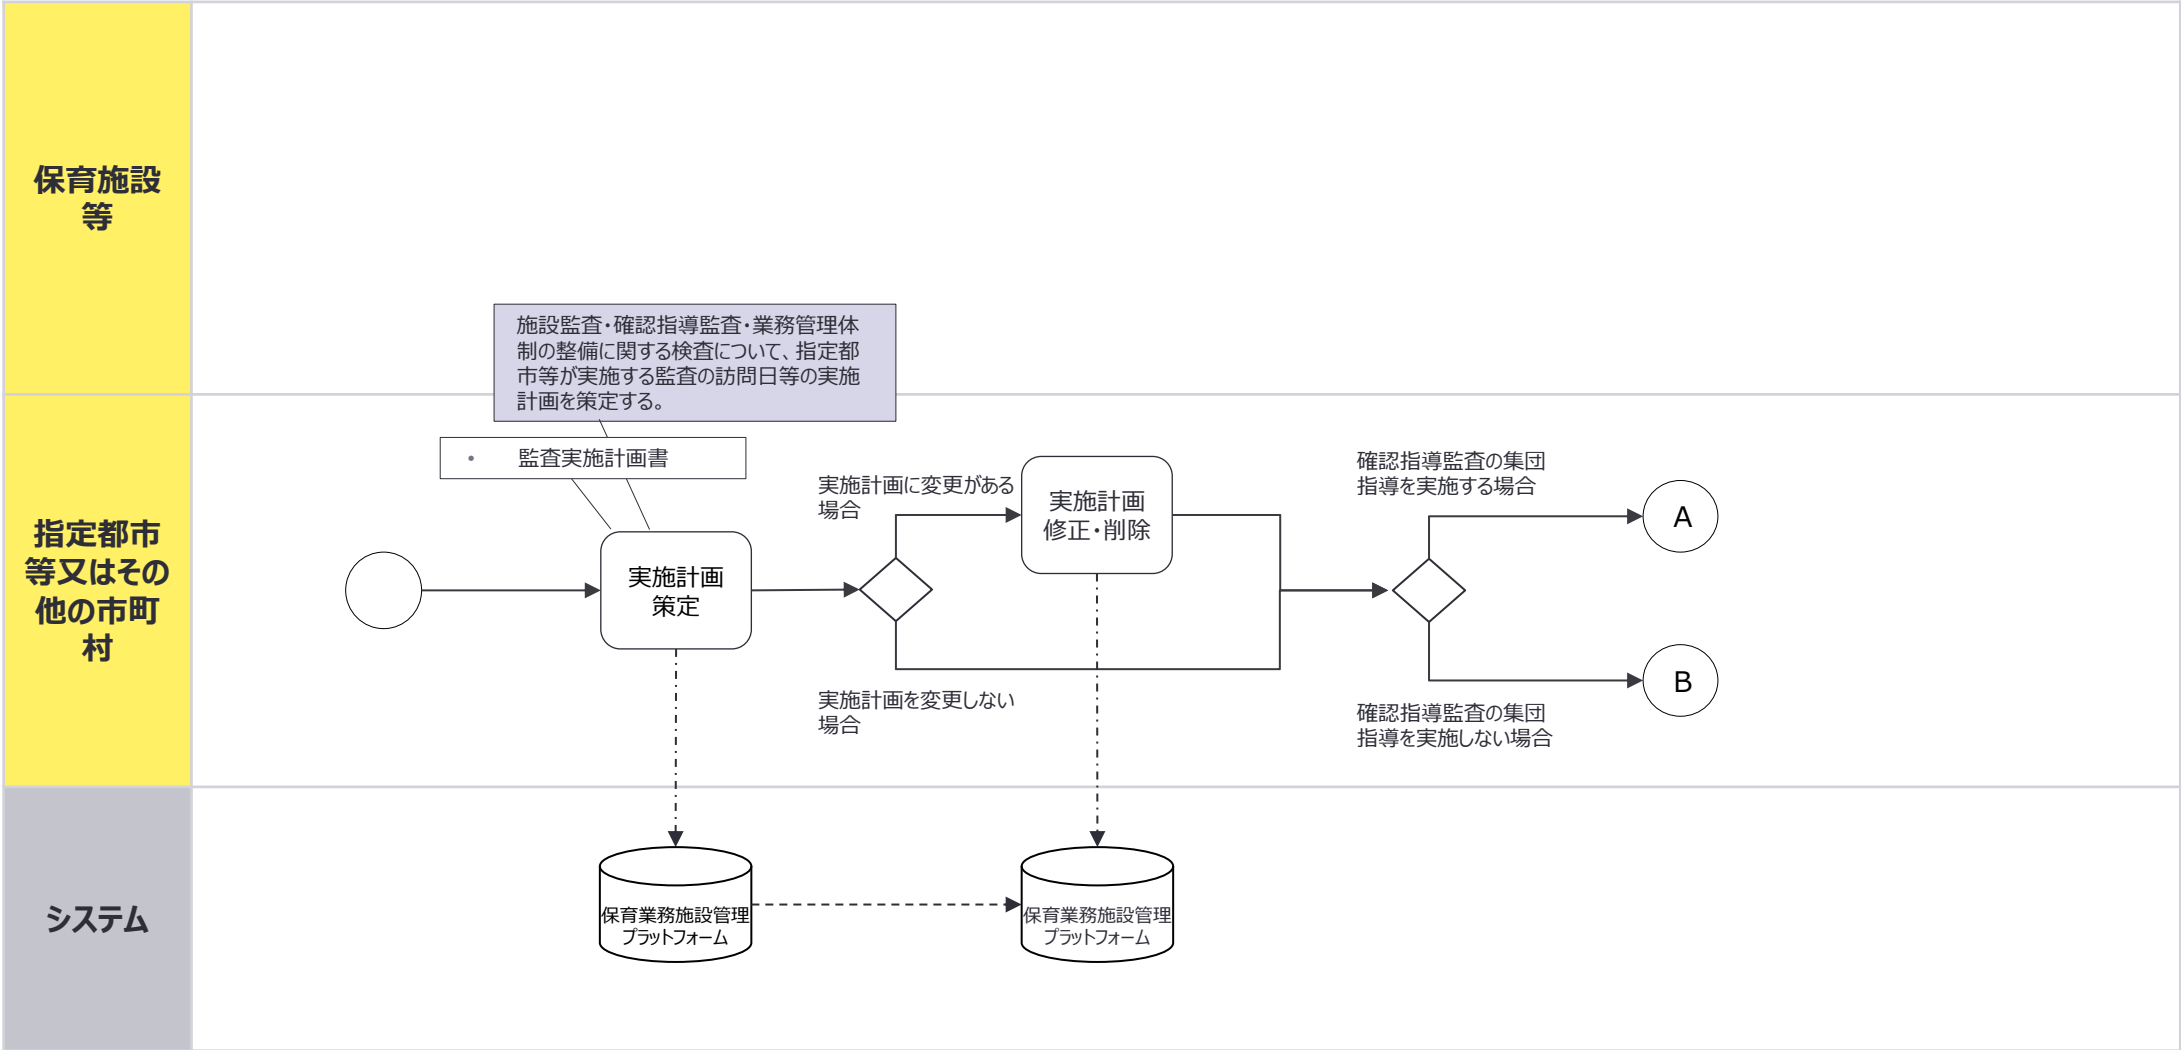 保育施設
等
施設監査・確認指導監査・業務管理体
制の整備に関する検査について、指定都
市等が実施する監査の訪問日等の実施
計画を策定する。
指定都市
等又はその
他の市町
村
• 監査実施計画書
実施計画
策定
実施計画に変更がある
場合
実施計画
修正・削除
実施計画を変更しない
場合
確認指導監査の集団
指導を実施する場合
A
B
確認指導監査の集団
指導を実施しない場合
システム
保育業務施設管理
プラットフォーム
保育業務施設管理
プラットフォーム